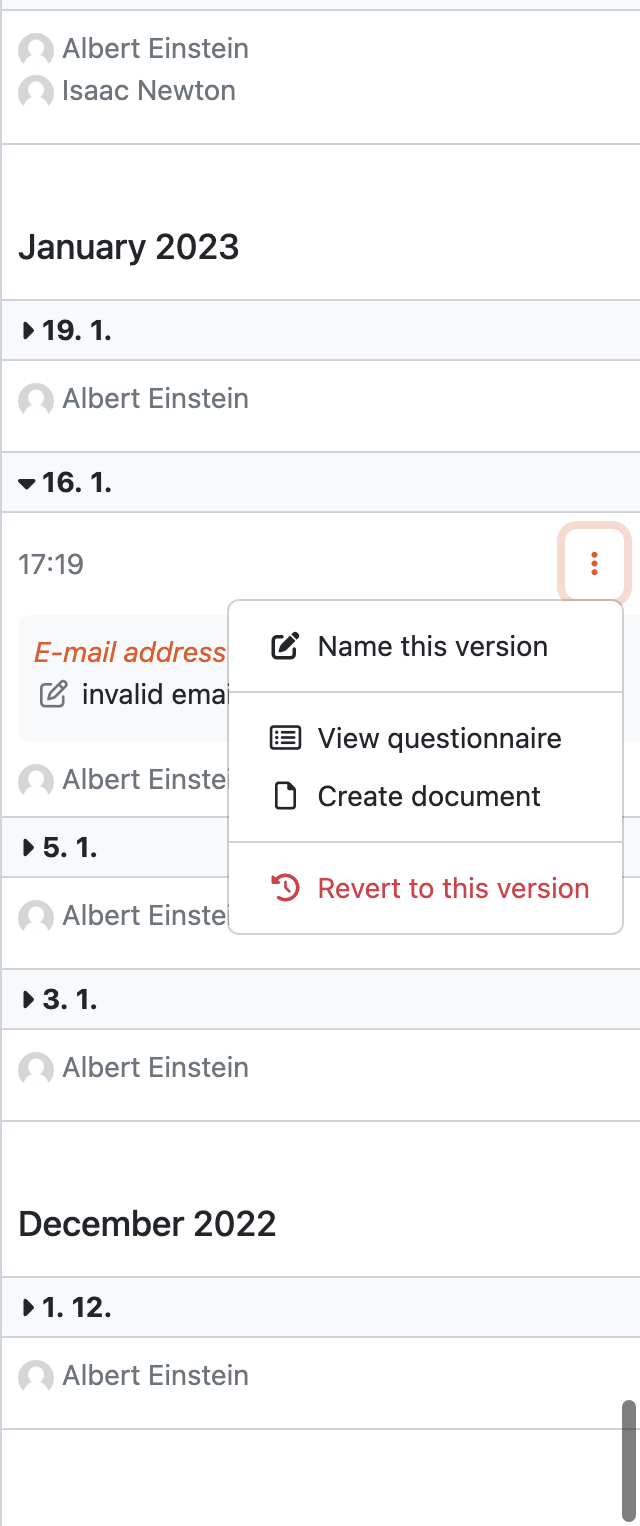 Albert Einstein
Isaac Newton
January 2023
19. 1.
Albert Einstein
16. 1.
17:19
E-mail address
invalid emai
Name this version
View questionnaire
Create document
Revert to this version
Albert Einstei
5. 1.
Albert Einstei
3. 1.
Albert Einstein
December 2022
1. 12.
Albert Einstein